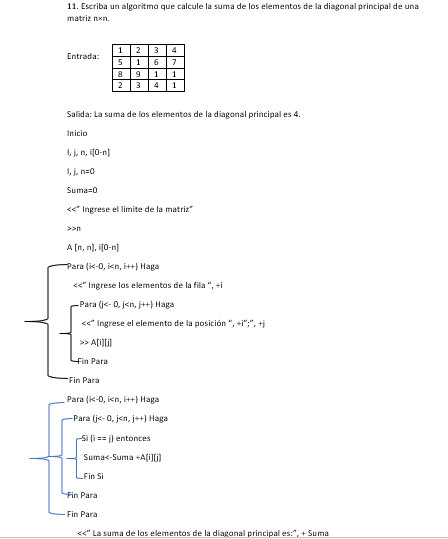 11. Escriba un algoritmo que calcule la suma de los elementos de la diagonal principal de una
matriz n×n.
Entrada:
1 2 3 4
5 1 6 7
8 9 1 1
2 3 4 1
Salida: La suma de los elementos de la diagonal principal es 4.
Inicio
I, j, n, i[0-n]
I, j, n=0
Suma=0
<<" Ingrese el límite de la matriz"
>>n
A [n, n], i[0-n]
Para (i<-0, i<n, i++) Haga
<<" Ingrese los elementos de la fila ", +i
Para (j<- 0, j<n, j++) Haga
<<" Ingrese el elemento de la posición ", +i";", +j
>> A[i][j]
Fin Para
Fin Para
Para (i<-0, i<n, i++) Haga
Para (j<- 0, j<n, j++) Haga
Si (i == j) entonces
Suma<-Suma +A[i][j]
Fin Si
Fin Para
Fin Para
<<" La suma de los elementos de la diagonal principal es:", + Suma